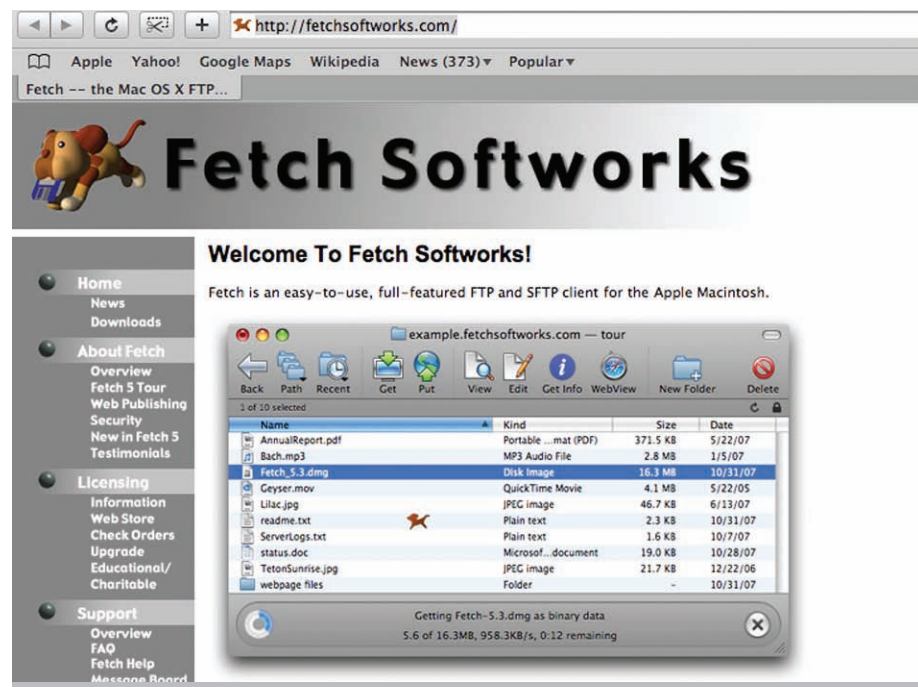 http://fetchsoftworks.com/
Apple Yahoo! Google Maps Wikipedia News (373) Popular
Fetch -- the Mac OS X FTP...
Fetch Softworks
Home
News
Downloads
About Fetch
Overview
Fetch 5 Tour
Web Publishing
Security
New in Fetch 5
Testimonials
Licensing
Information
Web Store
Check Orders
Upgrade
Educational/
Charitable
Support
Overview
FAQ
Fetch Help
Message Board
Welcome To Fetch Softworks!
Fetch is an easy-to-use, full-featured FTP and SFTP client for the Apple Macintosh.
example.fetchsoftworks.com — tour
Back Path Recent Get Put View Edit Get Info WebView New Folder Delete
1 of 10 selected
Name Kind Size Date
AnnualReport.pdf Portable ...mat (PDF) 371.5 KB 5/22/07
Bach.mp3 MP3 Audio File 2.8 MB 1/5/07
Fetch_5.3.dmg Disk Image 16.3 MB 10/31/07
Geyser.mov QuickTime Movie 4.1 MB 5/22/05
Lilac.jpg JPEG image 46.7 KB 6/13/07
readme.txt Plain text 2.3 KB 10/31/07
ServerLogs.txt Plain text 1.6 KB 10/7/07
status.doc Microsof...document 19.0 KB 10/28/07
TetonSunrise.jpg JPEG image 21.7 KB 12/22/06
webpage files Folder – 10/31/07
Getting Fetch-5.3.dmg as binary data
5.6 of 16.3MB, 958.3KB/s, 0:12 remaining